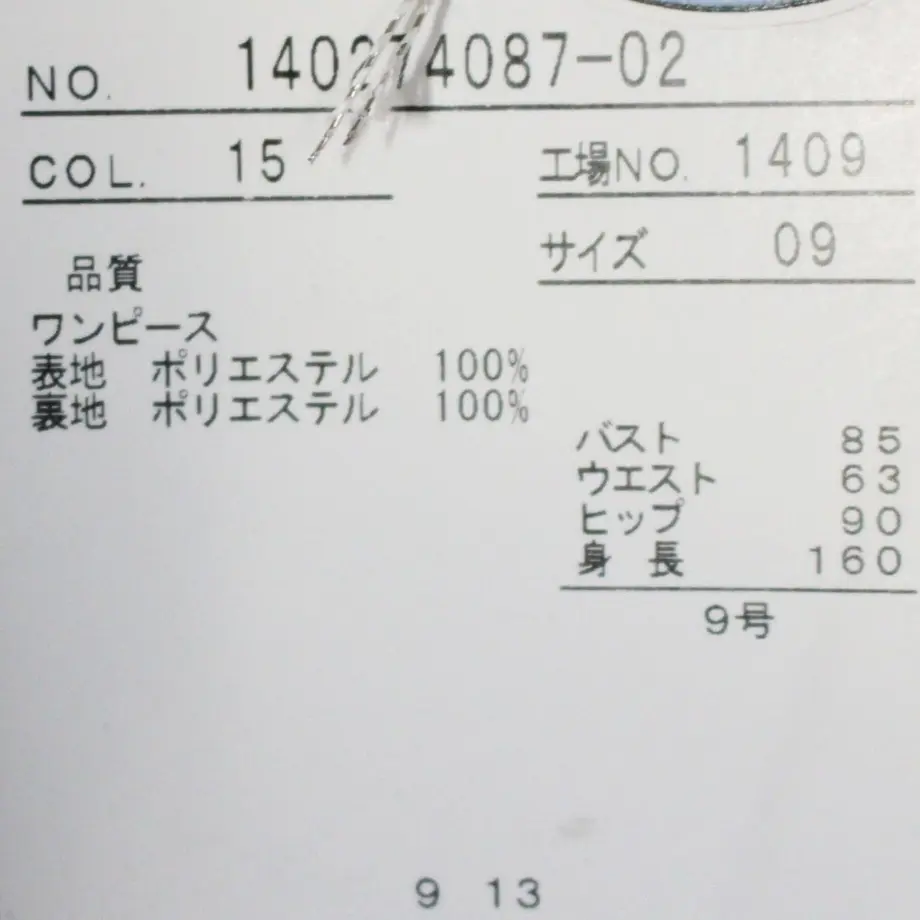 NO. 140214087-02
COL. 15
工場NO. 1409
サイズ 09
品質
ワンピース
表地 ポリエステル 100%
裏地 ポリエステル 100%
バスト 85
ウエスト 63
ヒップ 90
身 長 160
9号
9 13